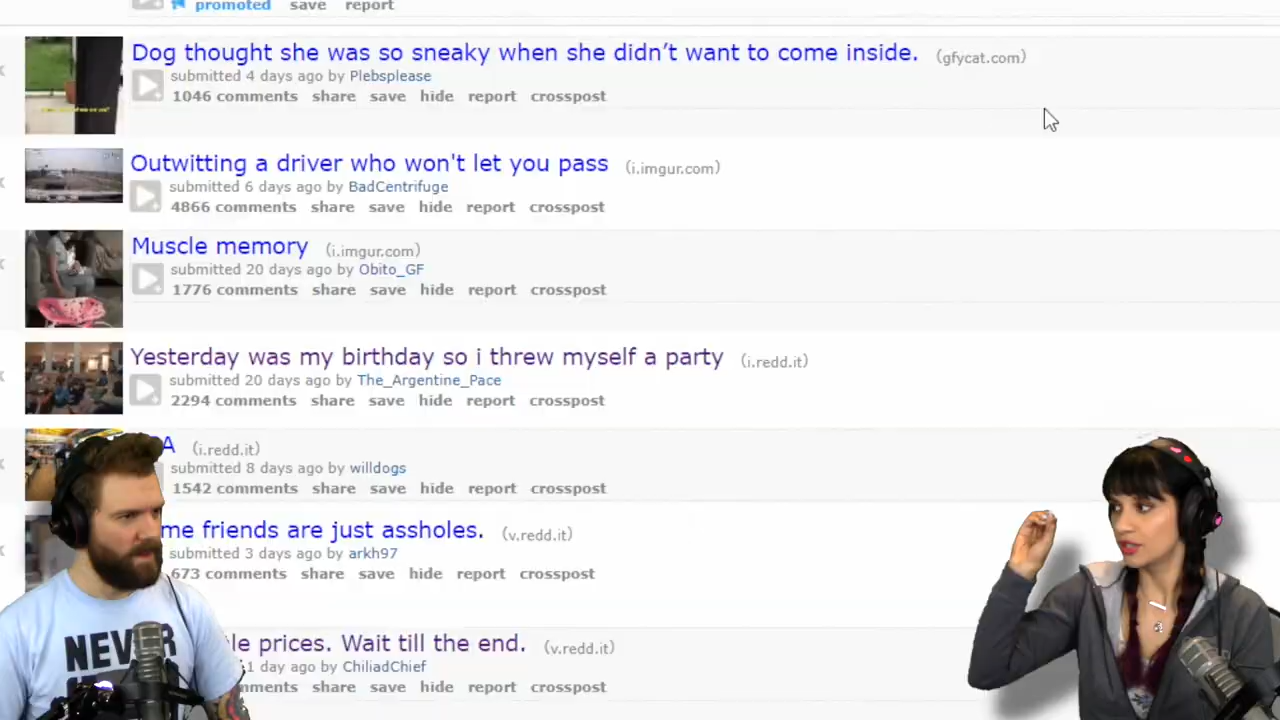 promoted save report
Dog thought she was so sneaky when she didn’t want to come inside. (gfycat.com)
submitted 4 days ago by Plebsplease
1046 comments share save hide report crosspost
Outwitting a driver who won't let you pass (i.imgur.com)
submitted 6 days ago by BadCentrifuge
4866 comments share save hide report crosspost
Muscle memory (i.imgur.com)
submitted 20 days ago by Obito_GF
1776 comments share save hide report crosspost
Yesterday was my birthday so i threw myself a party (i.redd.it)
submitted 20 days ago by The_Argentine_Pace
2294 comments share save hide report crosspost
A (i.redd.it)
submitted 8 days ago by willdogs
1542 comments share save hide report crosspost
me friends are just assholes. (v.redd.it)
submitted 3 days ago by arkh97
673 comments share save hide report crosspost
le prices. Wait till the end. (v.redd.it)
1 day ago by ChiliadChief
mments share save hide report crosspost
NEVER